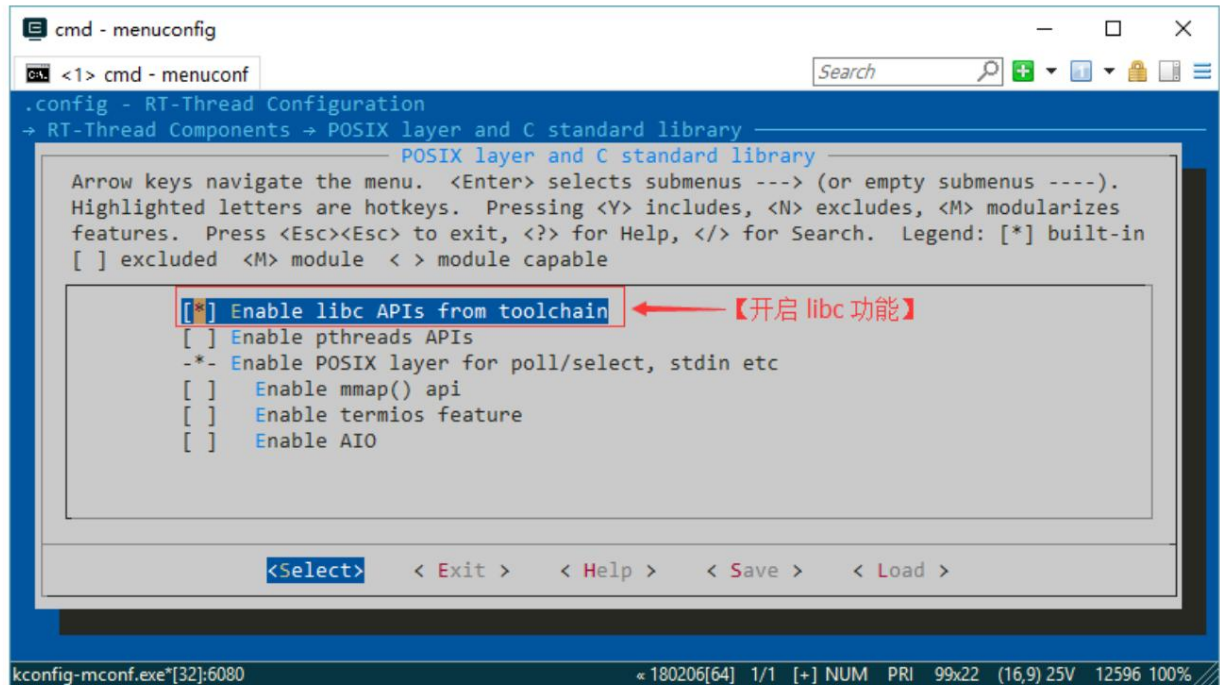 cmd - menuconfig
<1> cmd - menuconf
Search
.config - RT-Thread Configuration
→ RT-Thread Components → POSIX layer and C standard library
POSIX layer and C standard library
Arrow keys navigate the menu.  <Enter> selects submenus ---> (or empty submenus ----).
Highlighted letters are hotkeys.  Pressing <Y> includes, <N> excludes, <M> modularizes
features.  Press <Esc><Esc> to exit, <?> for Help, </> for Search.  Legend: [*] built-in
[ ] excluded  <M> module  < > module capable
[*] Enable libc APIs from toolchain 【开启 libc 功能】
[ ] Enable pthreads APIs
-*- Enable POSIX layer for poll/select, stdin etc
[ ]   Enable mmap() api
[ ]   Enable termios feature
[ ]   Enable AIO
<Select>    < Exit >    < Help >    < Save >    < Load >
kconfig-mconf.exe*[32]:6080 « 180206[64] 1/1 [+] NUM PRI 99x22 (16,9) 25V 12596 100%